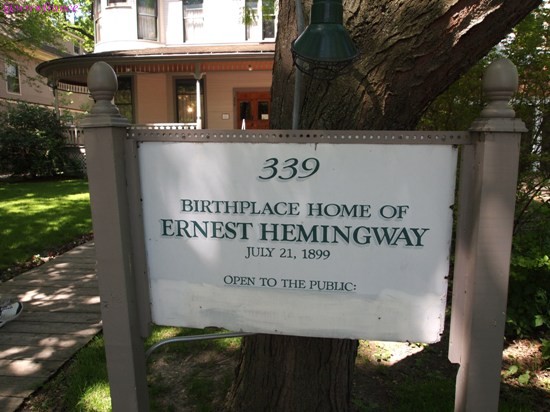 339
BIRTHPLACE HOME OF
ERNEST HEMINGWAY
JULY 21, 1899
OPEN TO THE PUBLIC: